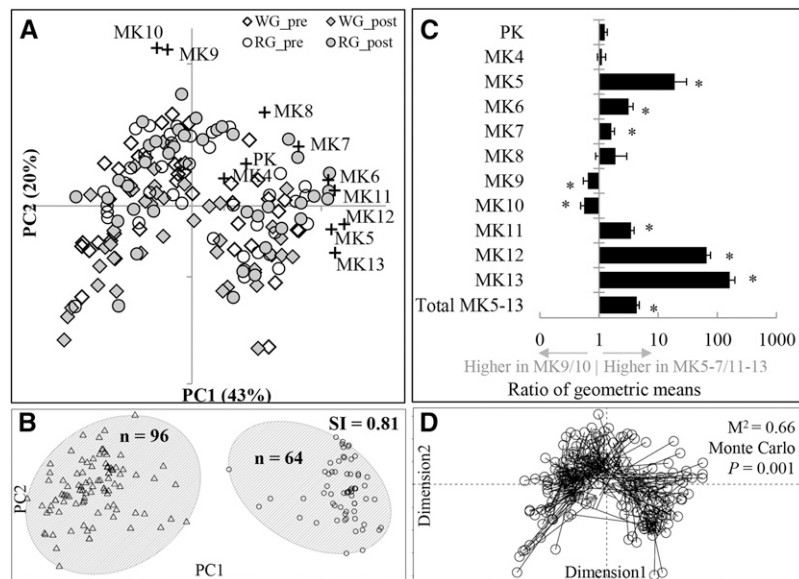 A
◇ WG_pre ◆ WG_post
○ RG_pre ● RG_post
MK10
MK9
MK8
MK7
PK
MK4
MK6
MK11
MK12
MK5
MK13
PC2 (20%)
PC1 (43%)
B
n = 96
SI = 0.81
n = 64
PC2
PC1
C
PK
MK4
MK5 *
MK6 *
MK7 *
MK8
MK9 *
MK10 *
MK11 *
MK12 *
MK13 *
Total MK5-13 *
0 1 10 100 1000
Higher in MK9/10 | Higher in MK5-7/11-13
Ratio of geometric means
D
M² = 0.66
Monte Carlo
P = 0.001
Dimension2
Dimension1